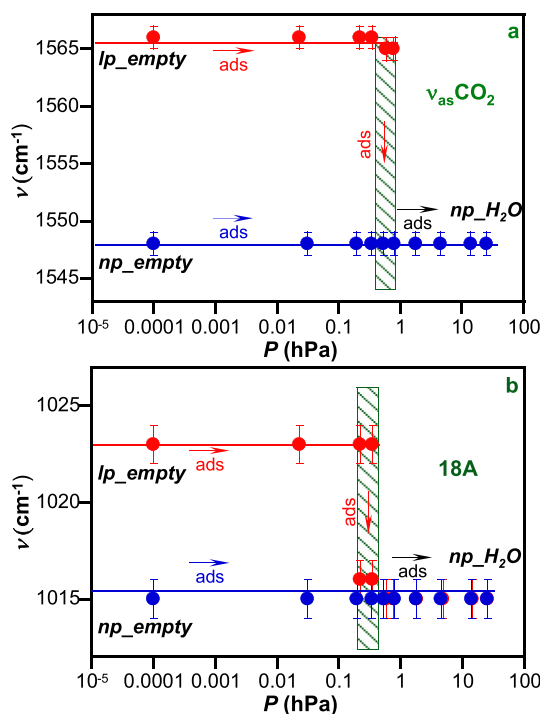 a
1565
lp_empty
ads
ν_asCO₂
1560
ads
ν (cm⁻¹)
1555
1550
ads
ads
np_H₂O
np_empty
1545
10⁻⁵ 0.0001 0.001 0.01 0.1 1 10 100
P (hPa)
b
1025
lp_empty
ads
18A
1020
ads
ν (cm⁻¹)
ads
ads
np_H₂O
1015
np_empty
10⁻⁵ 0.0001 0.001 0.01 0.1 1 10 100
P (hPa)